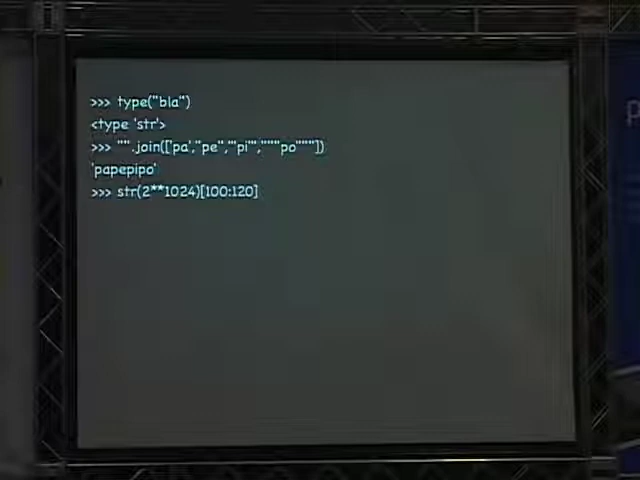 >>> type("bla")
<type 'str'>
>>> "".join(['pa',"pe",'''pi''',"""po"""])
'papepipo'
>>> str(2**1024)[100:120]
P